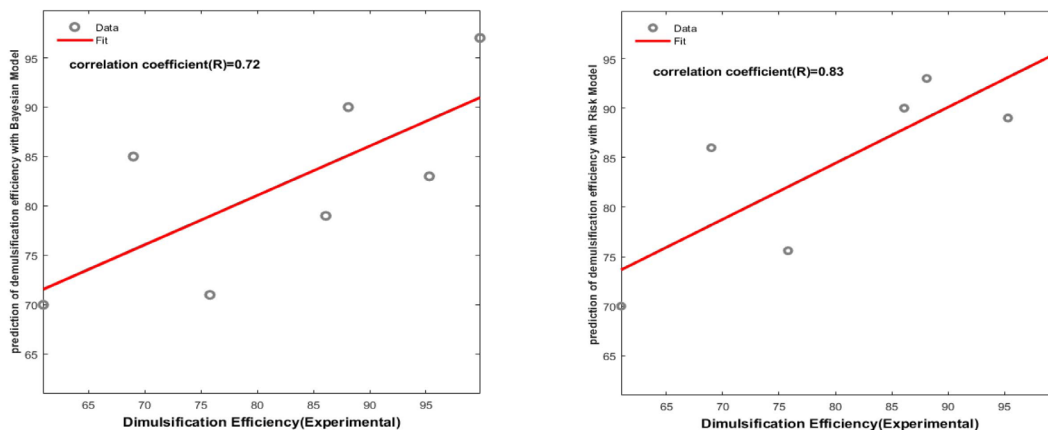 Data
Fit
correlation coefficient(R)=0.72
prediction of demulsification efficiency with Bayesian Model
95
90
85
80
75
70
65
65 70 75 80 85 90 95
Dimulsification Efficiency(Experimental)
Data
Fit
correlation coefficient(R)=0.83
prediction of demulsification efficiency with Risk Model
95
90
85
80
75
70
65
65 70 75 80 85 90 95
Dimulsification Efficiency(Experimental)